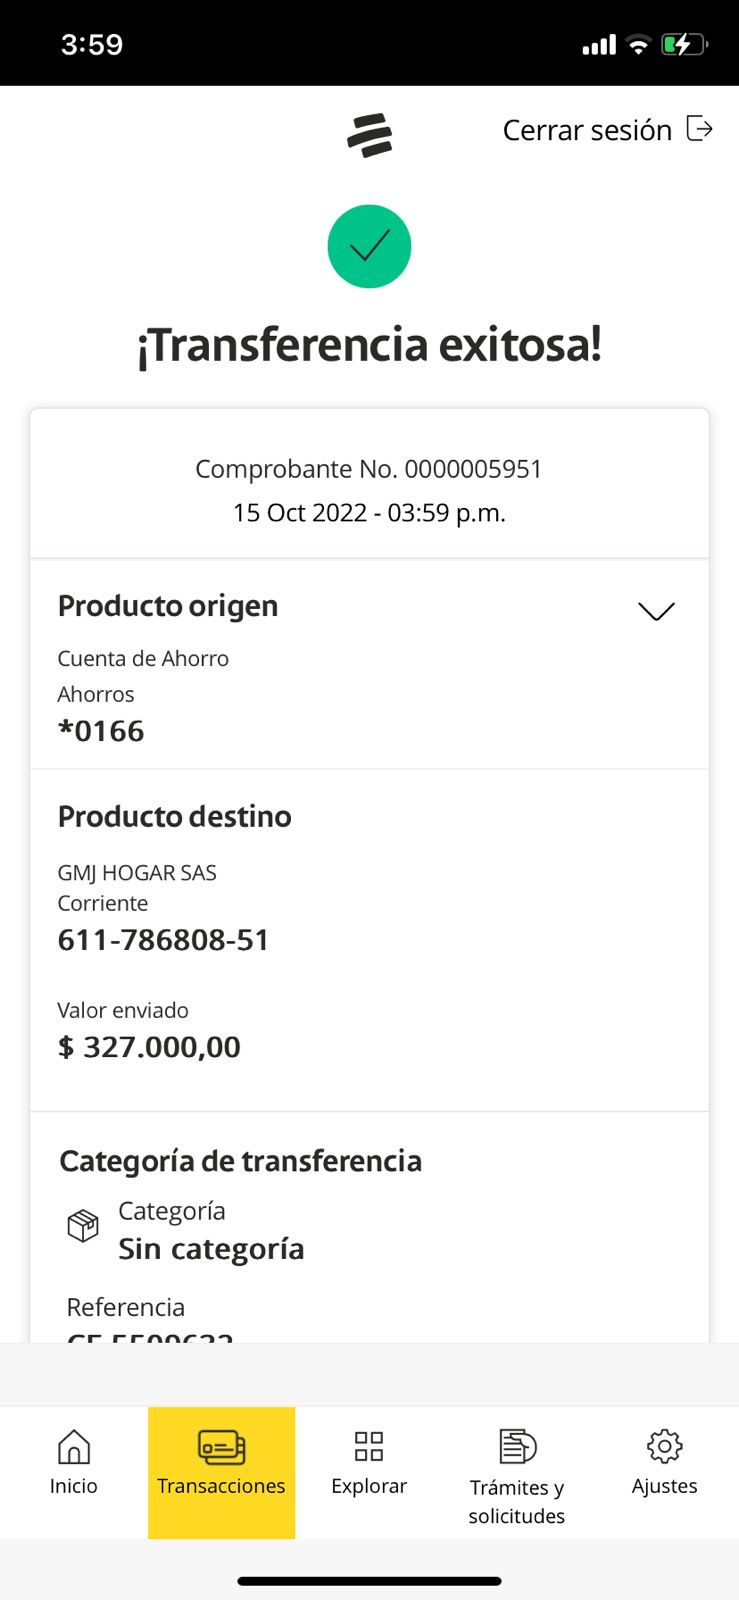 3:59
Cerrar sesión
¡Transferencia exitosa!
Comprobante No. 0000005951
15 Oct 2022 - 03:59 p.m.
Producto origen
Cuenta de Ahorro
Ahorros
*0166
Producto destino
GMJ HOGAR SAS
Corriente
611-786808-51
Valor enviado
$ 327.000,00
Categoría de transferencia
Categoría
Sin categoría
Referencia
Inicio
Transacciones
Explorar
Trámites y
solicitudes
Ajustes